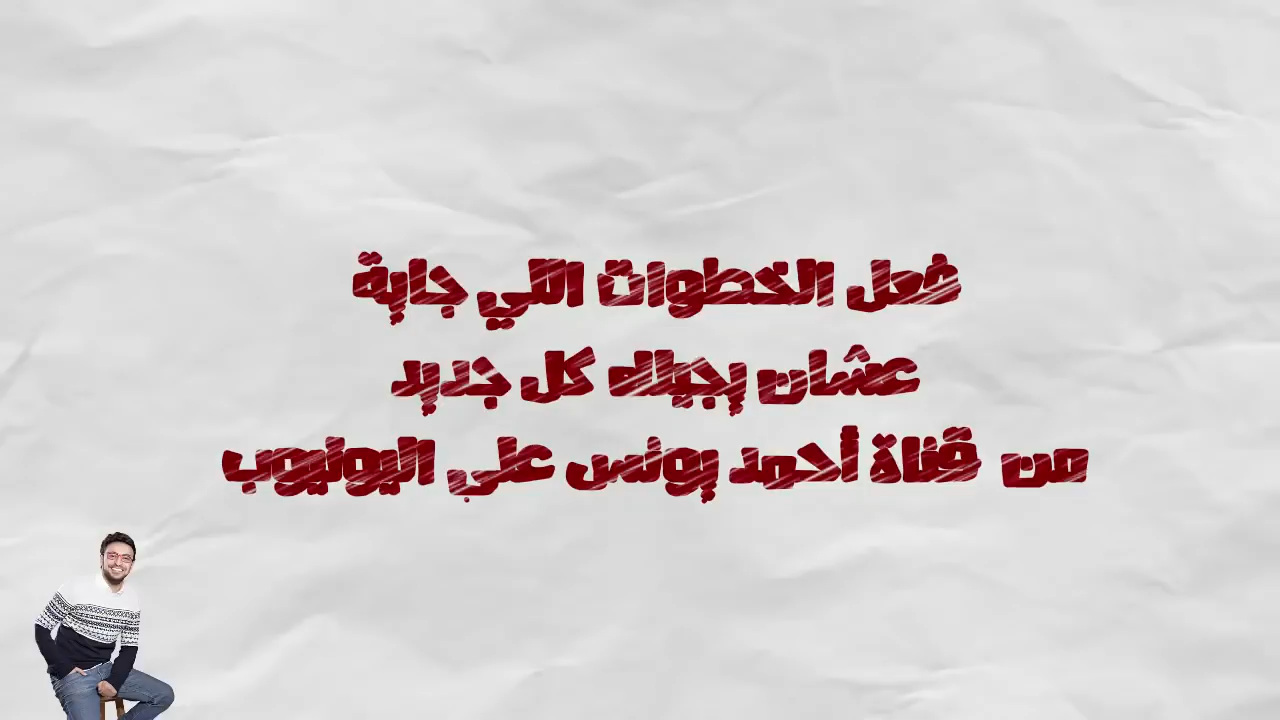 فعل الخطوات اللي جاية
عشان يجيلك كل جديد
من قناة أحمد يونس على اليوتيوب